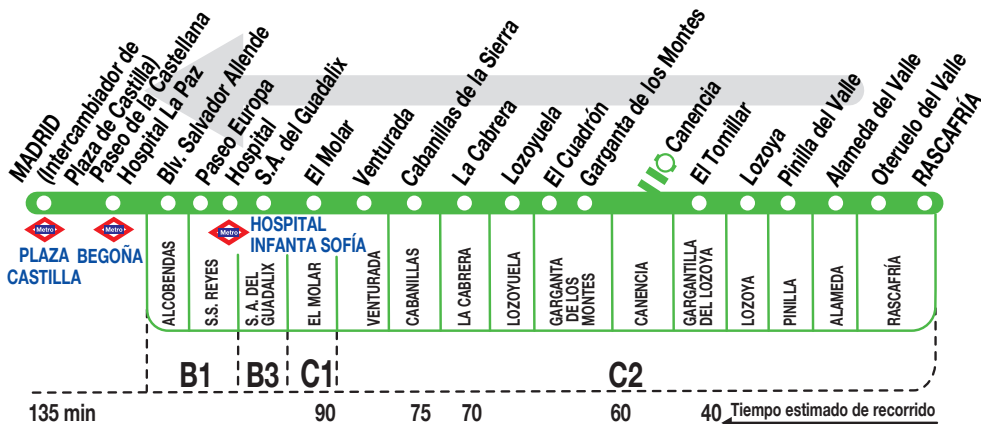 MADRID
(Intercambiador de
Plaza de Castilla)
Paseo de la Castellana
Hospital La Paz
Blv. Salvador Allende
Paseo Europa
Hospital
S.A. del Guadalix
El Molar
Venturada
Cabanillas de la Sierra
La Cabrera
Lozoyuela
El Cuadrón
Garganta de los Montes
Canencia
El Tomillar
Lozoya
Pinilla del Valle
Alameda del Valle
Oteruelo del Valle
RASCAFRÍA
Metro
PLAZA
CASTILLA
Metro
BEGOÑA
Metro
HOSPITAL
INFANTA SOFÍA
ALCOBENDAS
S.S. REYES
S. A. DEL
GUADALIX
EL MOLAR
VENTURADA
CABANILLAS
LA CABRERA
LOZOYUELA
GARGANTA
DE LOS
MONTES
CANENCIA
GARGANTILLA
DEL LOZOYA
LOZOYA
PINILLA
ALAMEDA
RASCAFRÍA
B1 B3 C1 C2
135 min 90 75 70 60 40 Tiempo estimado de recorrido